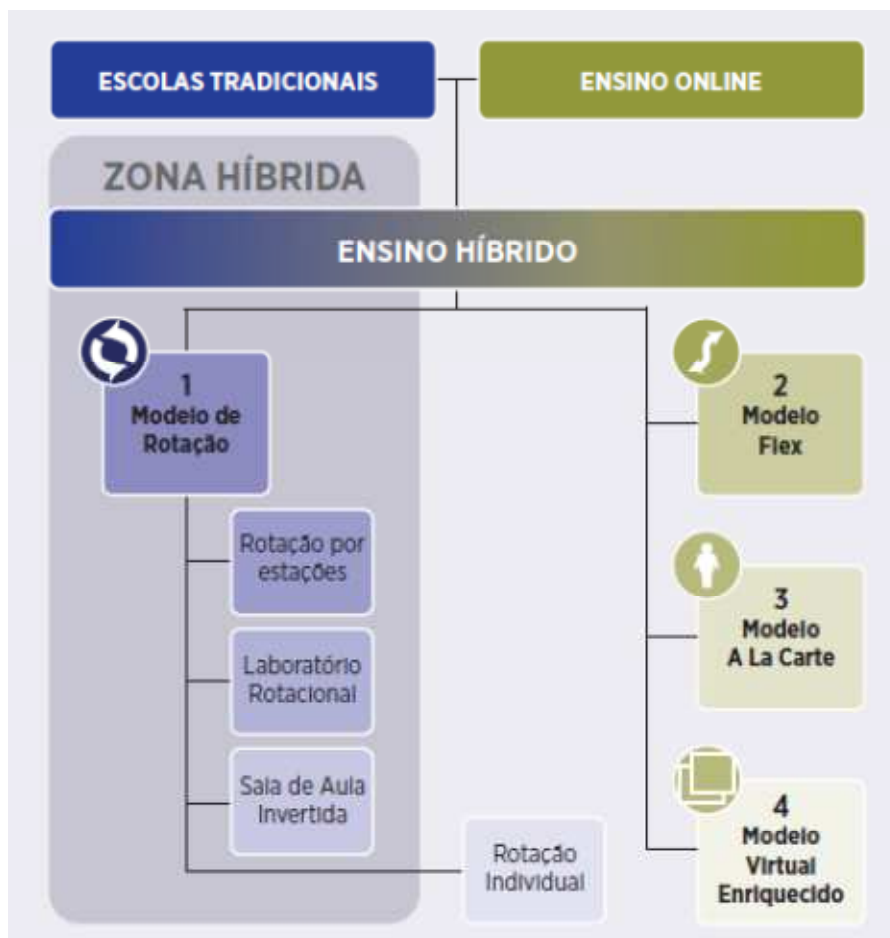 ESCOLAS TRADICIONAIS
ENSINO ONLINE
ZONA HÍBRIDA
ENSINO HÍBRIDO
1
Modelo de
Rotação
Rotação por
estações
Laboratório
Rotacional
Sala de Aula
Invertida
Rotação
Individual
2
Modelo
Flex
3
Modelo
A La Carte
4
Modelo
Virtual
Enriquecido